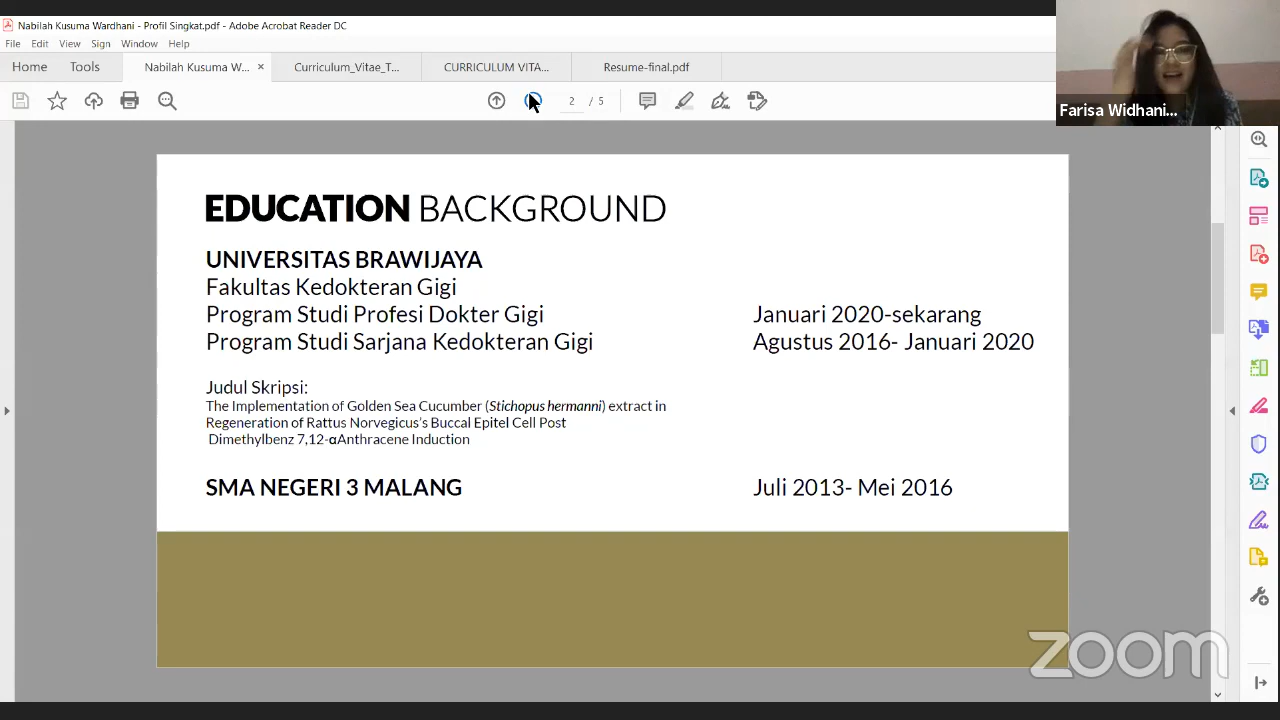 Nabilah Kusuma Wardhani - Profil Singkat.pdf - Adobe Acrobat Reader DC
File Edit View Sign Window Help
Home Tools Nabilah Kusuma W... × Curriculum_Vitae_T... CURRICULUM VITA... Resume-final.pdf
2 / 5
Farisa Widhani...
EDUCATION BACKGROUND
UNIVERSITAS BRAWIJAYA
Fakultas Kedokteran Gigi
Program Studi Profesi Dokter Gigi Januari 2020-sekarang
Program Studi Sarjana Kedokteran Gigi Agustus 2016- Januari 2020
Judul Skripsi:
The Implementation of Golden Sea Cucumber (Stichopus hermanni) extract in
Regeneration of Rattus Norvegicus's Buccal Epitel Cell Post
Dimethylbenz 7,12-αAnthracene Induction
SMA NEGERI 3 MALANG Juli 2013- Mei 2016
zoom